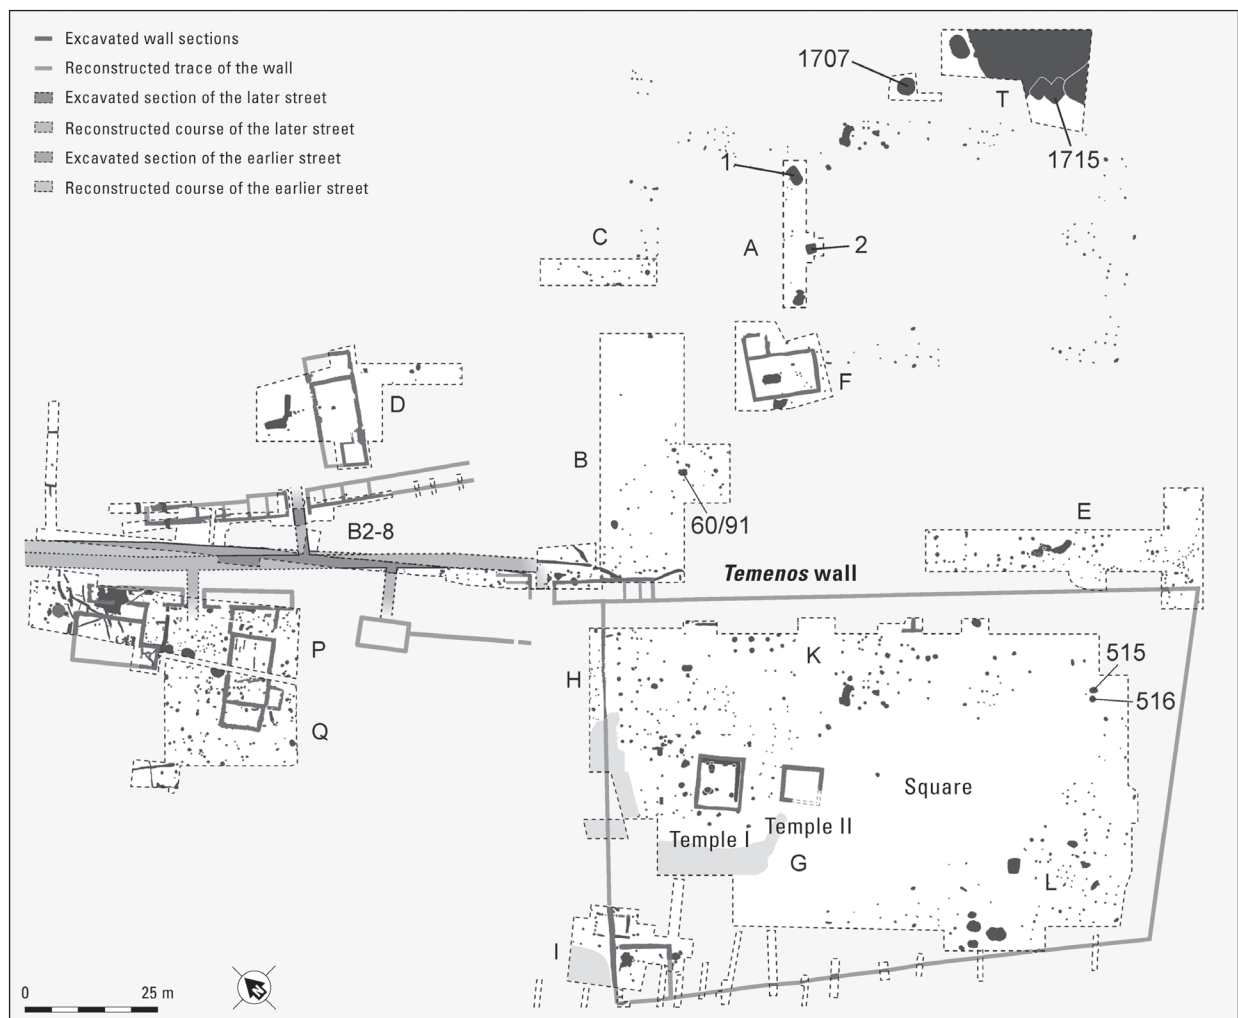 Excavated wall sections
Reconstructed trace of the wall
Excavated section of the later street
Reconstructed course of the later street
Excavated section of the earlier street
Reconstructed course of the earlier street
1707
T
1715
1
C
A
2
F
D
B
60/91
E
B2-8
Temenos wall
P
H
K
515
516
Q
Square
Temple I
Temple II
G
L
I
N
0
25 m